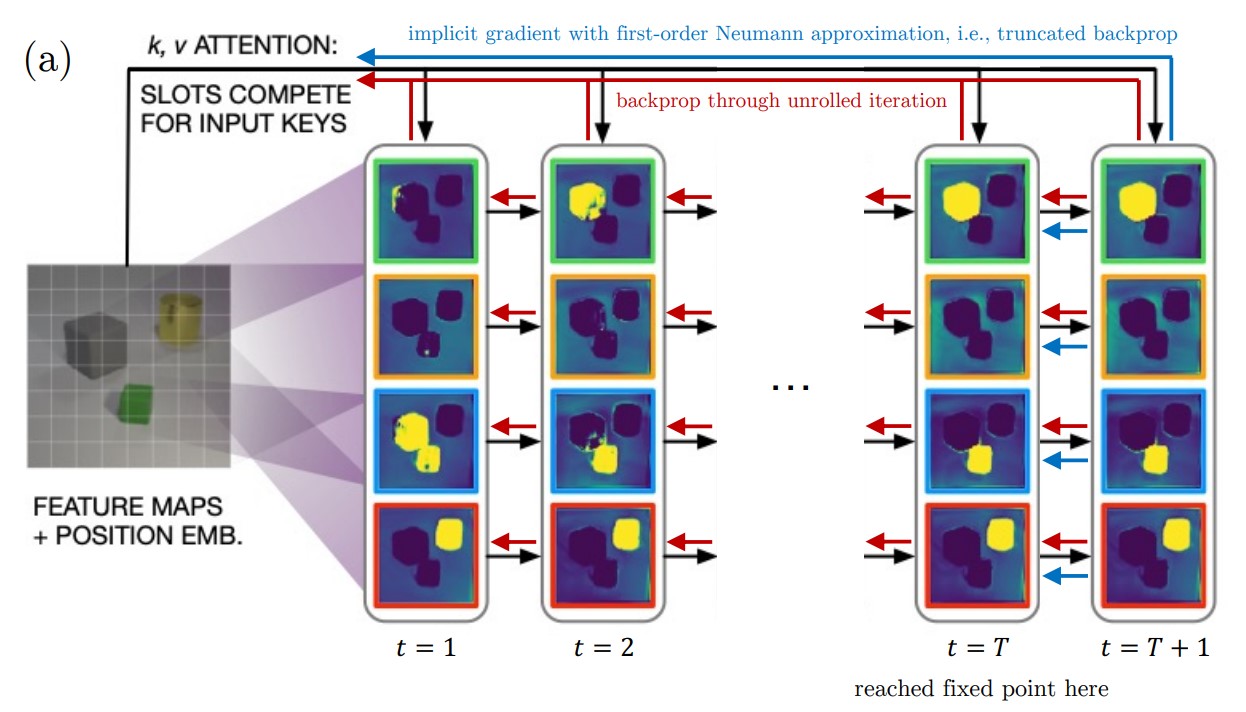 (a)
k, v ATTENTION:
implicit gradient with first-order Neumann approximation, i.e., truncated backprop
SLOTS COMPETE
FOR INPUT KEYS
backprop through unrolled iteration
...
FEATURE MAPS
+ POSITION EMB.
t = 1
t = 2
t = T
t = T + 1
reached fixed point here